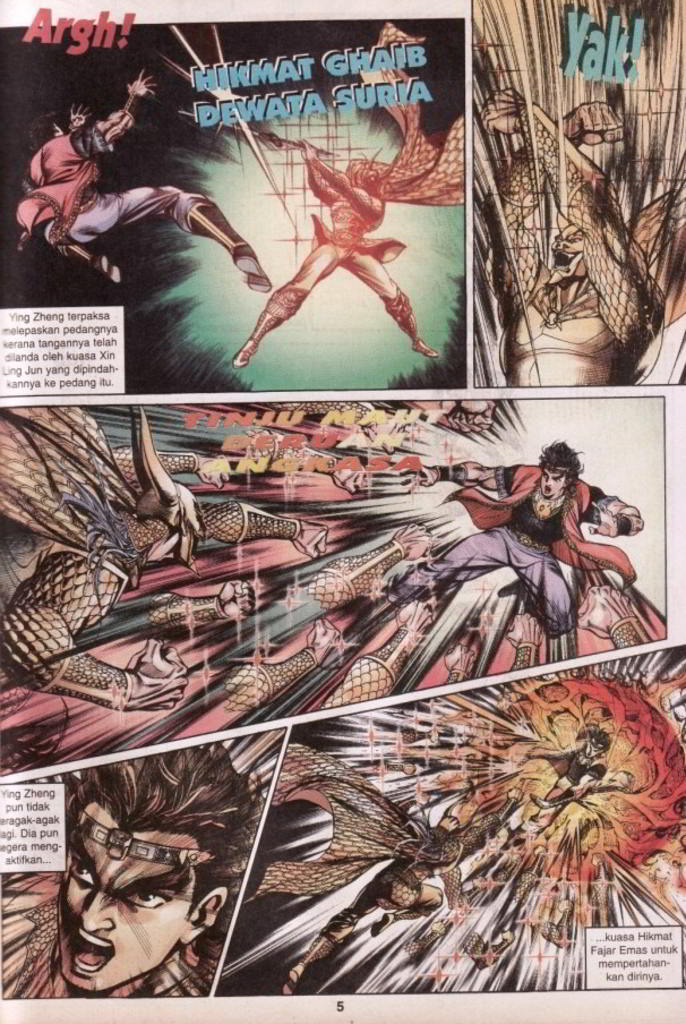 Argh!
HIKMAT GHAIB
DEWATA SURIA
Yak!
Ying Zheng terpaksa
melepaskan pedangnya
kerana tangannya telah
dilanda oleh kuasa Xin
Ling Jun yang dipindah-
kannya ke pedang itu.
TINJU MAUT
DERUAN
ANGKASA
Ying Zheng
pun tidak
eragak-agak
lagi. Dia pun
segera meng-
aktifkan...
...kuasa Hikmat
Fajar Emas untuk
mempertahan-
kan dirinya.
5